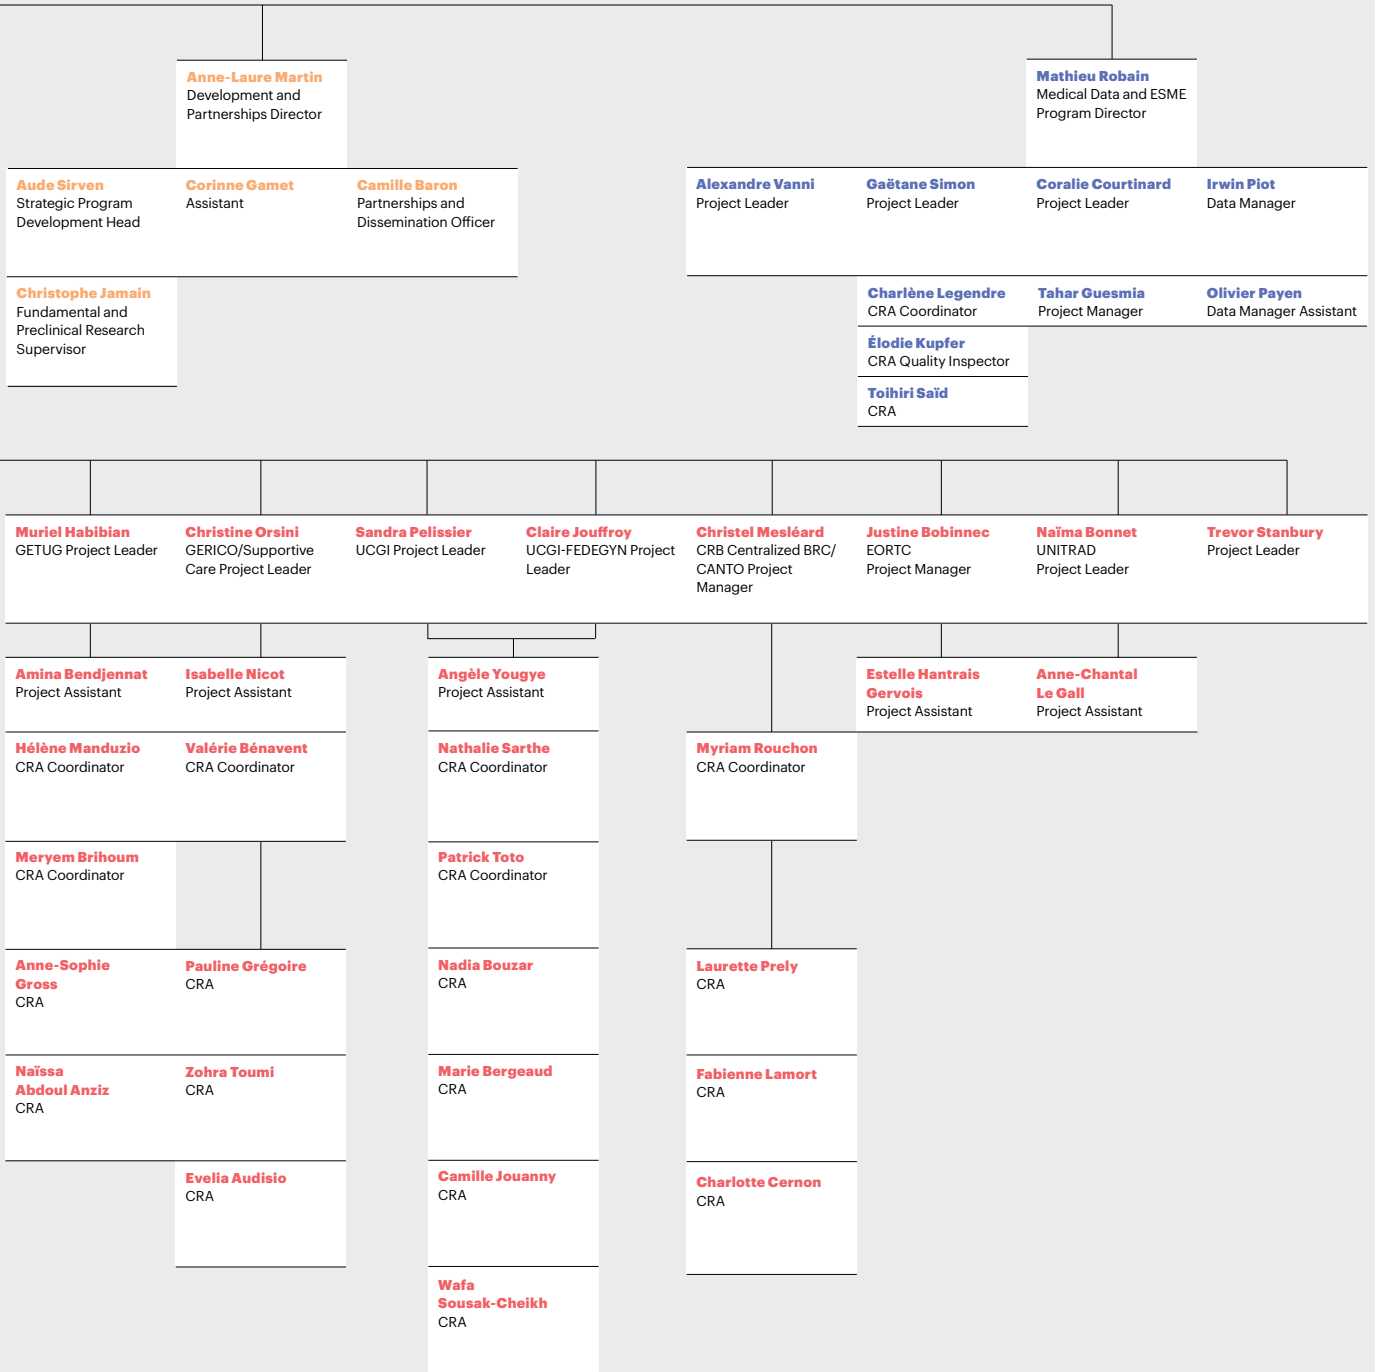 Anne-Laure Martin
Development and
Partnerships Director
Mathieu Robain
Medical Data and ESME
Program Director
Aude Sirven
Strategic Program
Development Head
Corinne Gamet
Assistant
Camille Baron
Partnerships and
Dissemination Officer
Alexandre Vanni
Project Leader
Gaëtane Simon
Project Leader
Coralie Courtinard
Project Leader
Irwin Piot
Data Manager
Christophe Jamain
Fundamental and
Preclinical Research
Supervisor
Charlène Legendre
CRA Coordinator
Tahar Guesmia
Project Manager
Olivier Payen
Data Manager Assistant
Élodie Kupfer
CRA Quality Inspector
Toihiri Saïd
CRA
Muriel Habibian
GETUG Project Leader
Christine Orsini
GERICO/Supportive
Care Project Leader
Sandra Pelissier
UCGI Project Leader
Claire Jouffroy
UCGI-FEDEGYN Project
Leader
Christel Mesléard
CRB Centralized BRC/
CANTO Project
Manager
Justine Bobinnec
EORTC
Project Manager
Naïma Bonnet
UNITRAD
Project Leader
Trevor Stanbury
Project Leader
Amina Bendjennat
Project Assistant
Isabelle Nicot
Project Assistant
Angèle Yougye
Project Assistant
Estelle Hantrais
Gervois
Project Assistant
Anne-Chantal
Le Gall
Project Assistant
Hélène Manduzio
CRA Coordinator
Valérie Bénavent
CRA Coordinator
Nathalie Sarthe
CRA Coordinator
Myriam Rouchon
CRA Coordinator
Meryem Brihoum
CRA Coordinator
Patrick Toto
CRA Coordinator
Anne-Sophie
Gross
CRA
Pauline Grégoire
CRA
Nadia Bouzar
CRA
Laurette Prely
CRA
Naïssa
Abdoul Anziz
CRA
Zohra Toumi
CRA
Marie Bergeaud
CRA
Fabienne Lamort
CRA
Evelia Audisio
CRA
Camille Jouanny
CRA
Charlotte Cernon
CRA
Wafa
Sousak-Cheikh
CRA